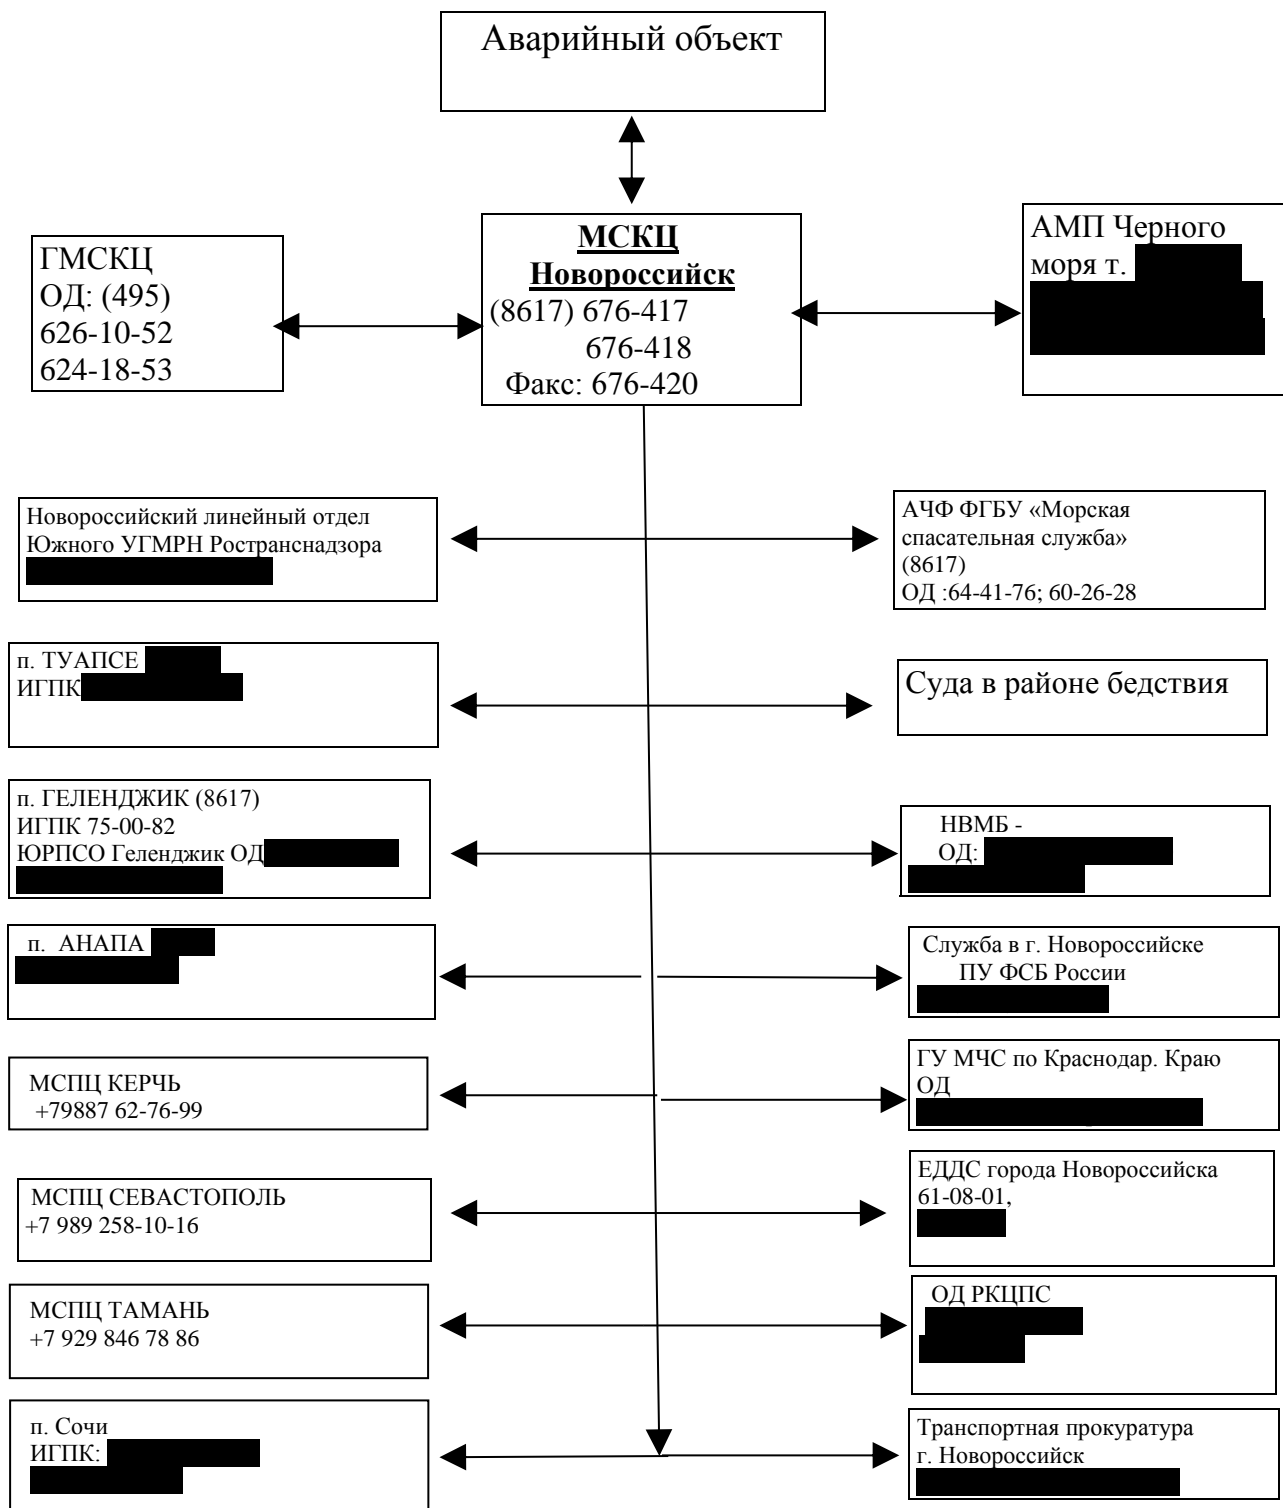 Аварийный объект
ГМСКЦ
ОД: (495)
626-10-52
624-18-53
МСКЦ
Новороссийск
(8617) 676-417
676-418
Факс: 676-420
АМП Черного
моря т.
Новороссийский линейный отдел
Южного УГМРН Ространснадзора
АЧФ ФГБУ «Морская
спасательная служба»
(8617)
ОД :64-41-76; 60-26-28
п. ТУАПСЕ
ИГПК
Суда в районе бедствия
п. ГЕЛЕНДЖИК (8617)
ИГПК 75-00-82
ЮРПСО Геленджик ОД
НВМБ -
ОД:
п. АНАПА
Служба в г. Новороссийске
ПУ ФСБ России
МСПЦ КЕРЧЬ
+79887 62-76-99
ГУ МЧС по Краснодар. Краю
ОД
МСПЦ СЕВАСТОПОЛЬ
+7 989 258-10-16
ЕДДС города Новороссийска
61-08-01,
МСПЦ ТАМАНЬ
+7 929 846 78 86
ОД РКЦПС
п. Сочи
ИГПК:
Транспортная прокуратура
г. Новороссийск